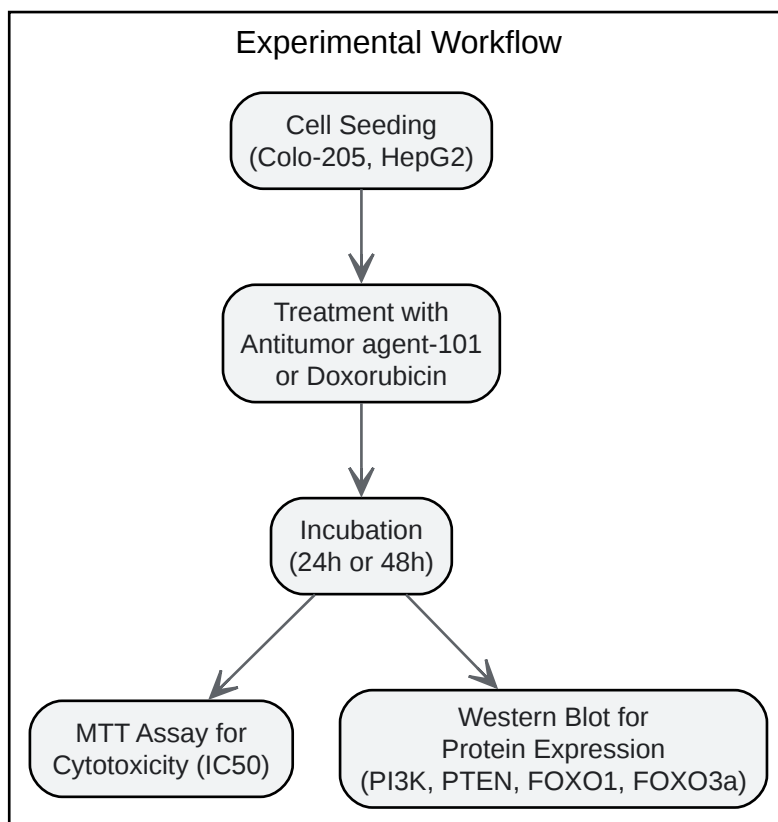 Experimental Workflow
Cell Seeding
(Colo-205, HepG2)
Treatment with
Antitumor agent-101
or Doxorubicin
Incubation
(24h or 48h)
MTT Assay for
Cytotoxicity (IC50)
Western Blot for
Protein Expression
(PI3K, PTEN, FOXO1, FOXO3a)